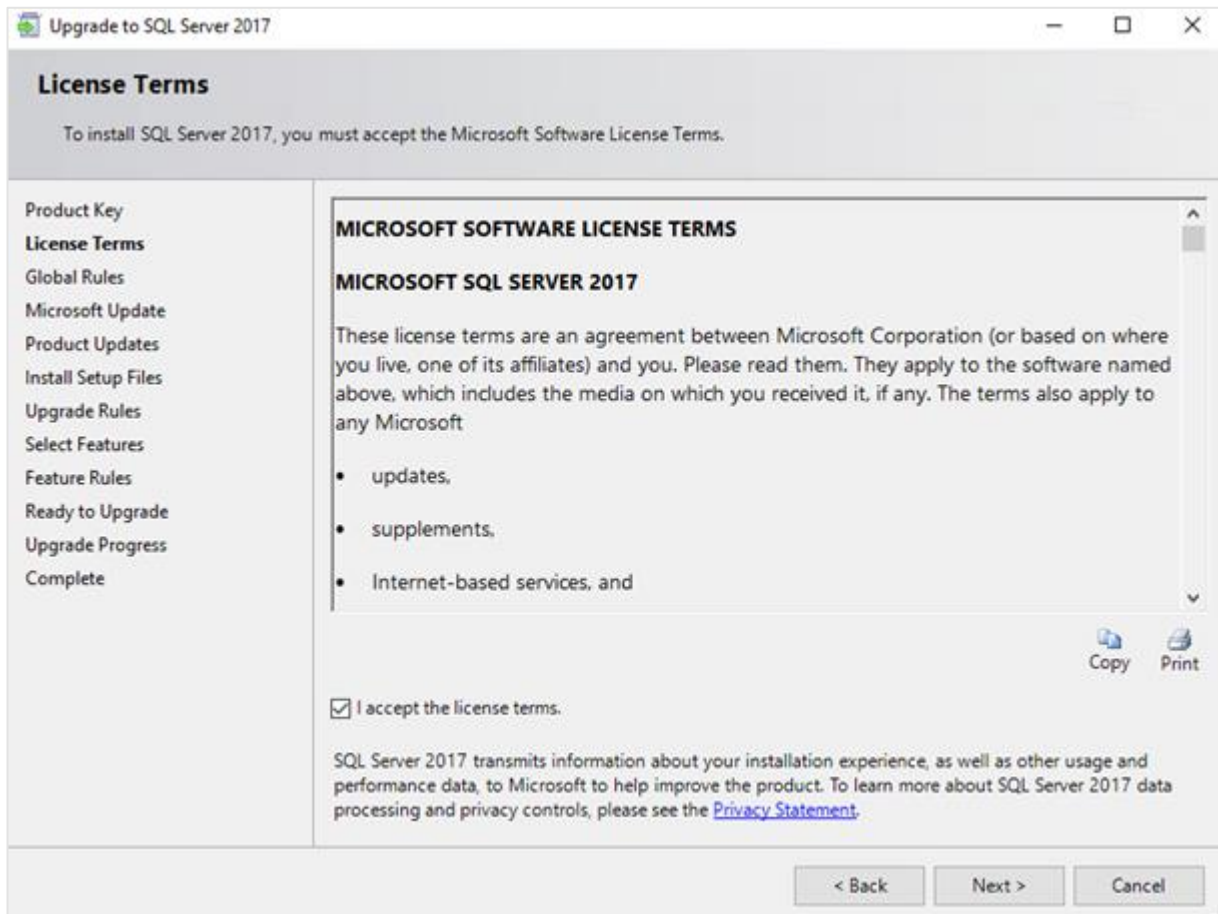 Upgrade to SQL Server 2017
License Terms
To install SQL Server 2017, you must accept the Microsoft Software License Terms.
Product Key
License Terms
Global Rules
Microsoft Update
Product Updates
Install Setup Files
Upgrade Rules
Select Features
Feature Rules
Ready to Upgrade
Upgrade Progress
Complete
MICROSOFT SOFTWARE LICENSE TERMS
MICROSOFT SQL SERVER 2017
These license terms are an agreement between Microsoft Corporation (or based on where
you live, one of its affiliates) and you. Please read them. They apply to the software named
above, which includes the media on which you received it, if any. The terms also apply to
any Microsoft
• updates,
• supplements,
• Internet-based services, and
Copy Print
I accept the license terms.
SQL Server 2017 transmits information about your installation experience, as well as other usage and
performance data, to Microsoft to help improve the product. To learn more about SQL Server 2017 data
processing and privacy controls, please see the Privacy Statement.
< Back Next > Cancel